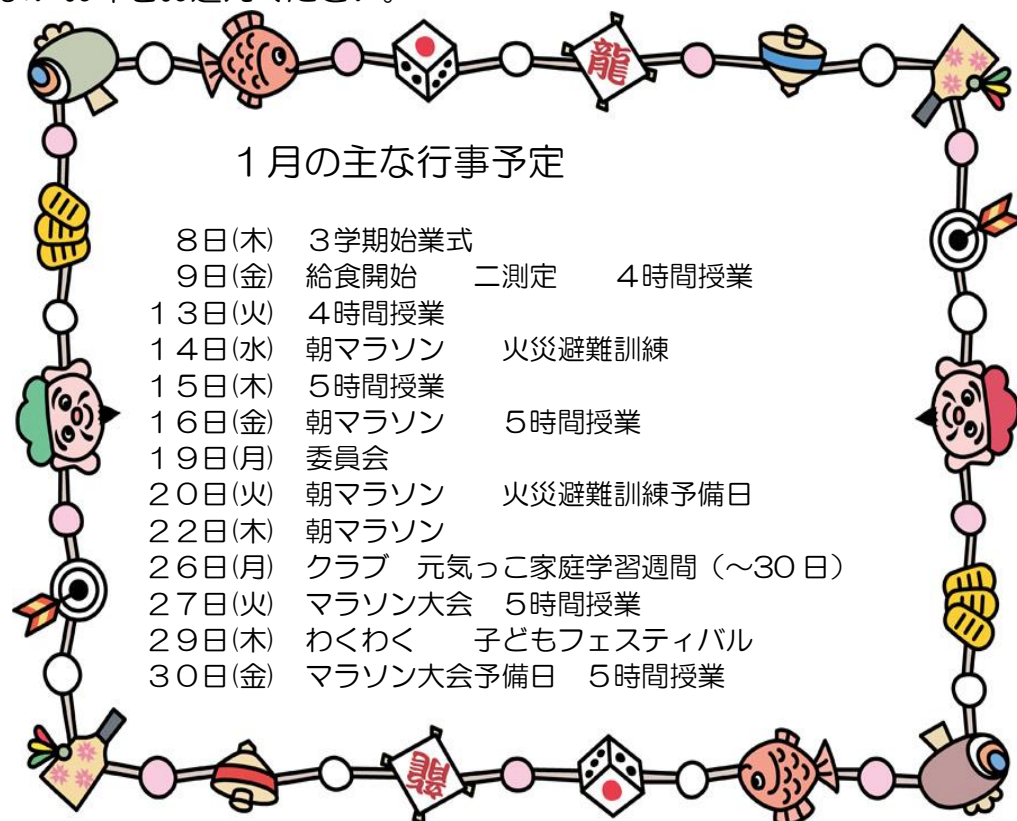 １月の主な行事予定
８日(木)　３学期始業式
９日(金)　給食開始　　二測定　　４時間授業
１３日(火)　４時間授業
１４日(水)　朝マラソン　　火災避難訓練
１５日(木)　５時間授業
１６日(金)　朝マラソン　　５時間授業
１９日(月)　委員会
２０日(火)　朝マラソン　　火災避難訓練予備日
２２日(木)　朝マラソン
２６日(月)　クラブ　元気っこ家庭学習週間（～30 日）
２７日(火)　マラソン大会　５時間授業
２９日(木)　わくわく　　子どもフェスティバル
３０日(金)　マラソン大会予備日　５時間授業
龍
龍